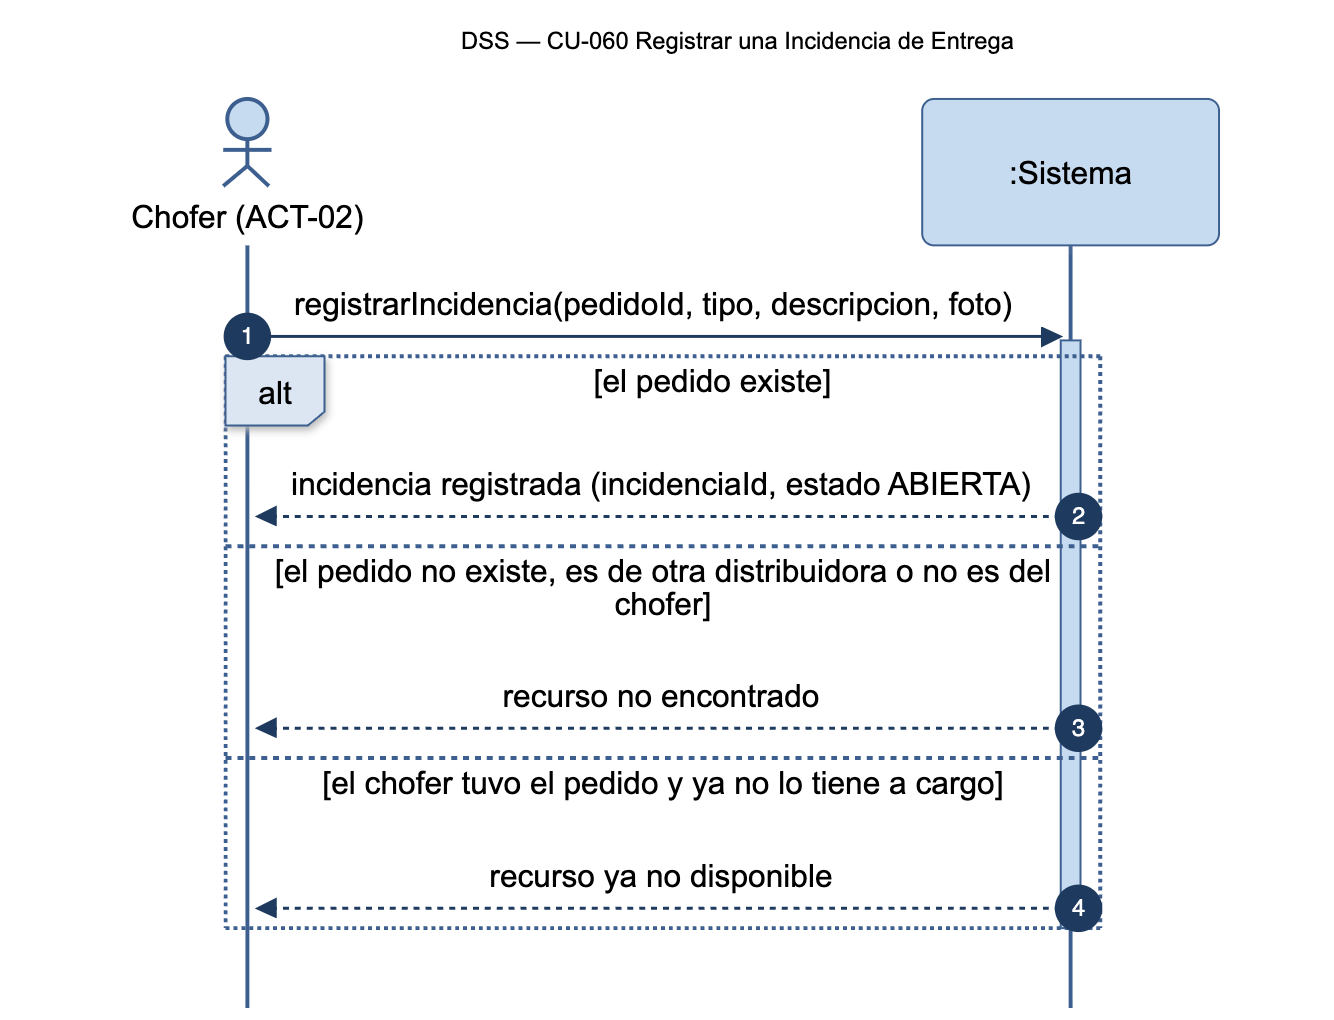 DSS — CU-060 Registrar una Incidencia de Entrega
Chofer (ACT-02)
:Sistema
registrarIncidencia(pedidoId, tipo, descripcion, foto)
1
alt
[el pedido existe]
incidencia registrada (incidenciaId, estado ABIERTA)
2
[el pedido no existe, es de otra distribuidora o no es del
chofer]
recurso no encontrado
3
[el chofer tuvo el pedido y ya no lo tiene a cargo]
recurso ya no disponible
4